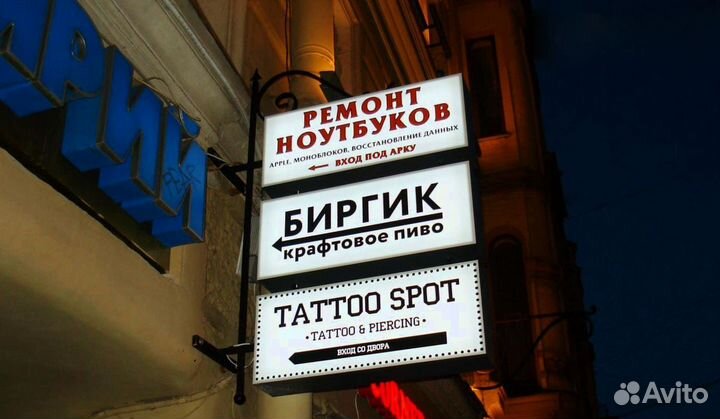 РИЙ
РЕМОНТ
НОУТБУКОВ
APPLE, МОНОБЛОКОВ, ВОССТАНОВЛЕНИЕ ДАННЫХ
ВХОД ПОД АРКУ
БИРГИК
крафтовое пиво
TATTOO SPOT
• TATTOO & PIERCING •
ВХОД СО ДВОРА
Avito